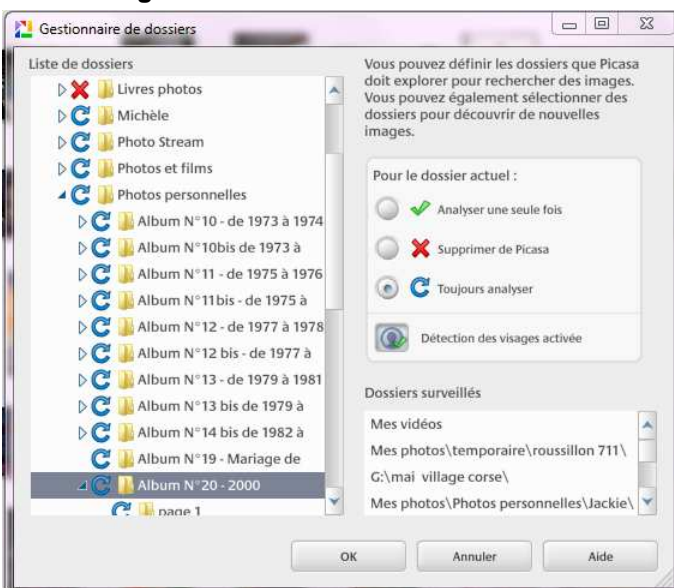 Gestionnaire de dossiers
Liste de dossiers
Livres photos
Michèle
Photo Stream
Photos et films
Photos personnelles
Album N°10 - de 1973 à 1974
Album N°10bis de 1973 à
Album N°11 - de 1975 à 1976
Album N°11bis - de 1975 à
Album N°12 - de 1977 à 1978
Album N°12 bis - de 1977 à
Album N°13 - de 1979 à 1981
Album N°13 bis de 1979 à
Album N°14 bis de 1982 à
Album N°19 - Mariage de
Album N°20 - 2000
page 1
Vous pouvez définir les dossiers que Picasa
doit explorer pour rechercher des images.
Vous pouvez également sélectionner des
dossiers pour découvrir de nouvelles
images.
Pour le dossier actuel :
Analyser une seule fois
Supprimer de Picasa
Toujours analyser
Détection des visages activée
Dossiers surveillés
Mes vidéos
Mes photos\temporaire\roussillon 711\
G:\mai village corse\
Mes photos\Photos personnelles\Jackie\
OK
Annuler
Aide